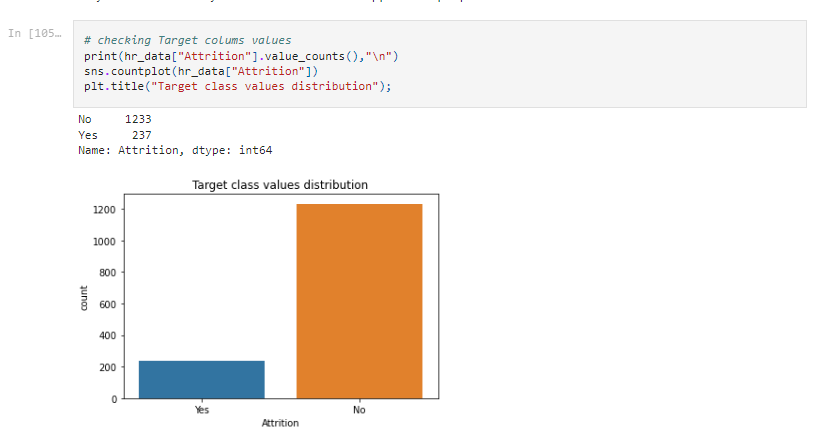 In [105…
# checking Target colums values
print(hr_data["Attrition"].value_counts(),"\n")
sns.countplot(hr_data["Attrition"])
plt.title("Target class values distribution");
No 1233
Yes 237
Name: Attrition, dtype: int64
Target class values distribution
1200
1000
800
600
400
200
0
count
Yes No
Attrition